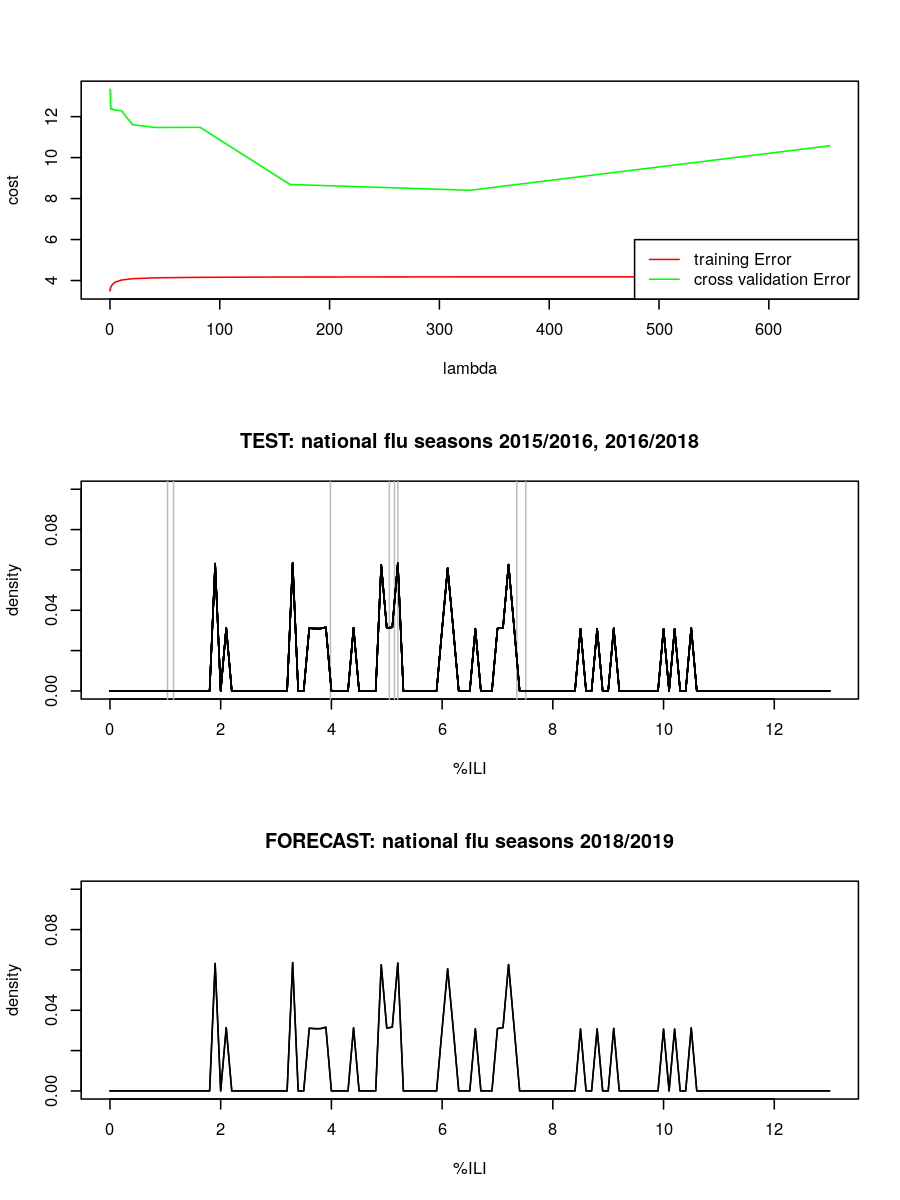 12
10
8
6
4
cost
training Error
cross validation Error
0 100 200 300 400 500 600
lambda
TEST: national flu seasons 2015/2016, 2016/2018
0.08
0.04
0.00
density
0 2 4 6 8 10 12
%ILI
FORECAST: national flu seasons 2018/2019
0.08
0.04
0.00
density
0 2 4 6 8 10 12
%ILI